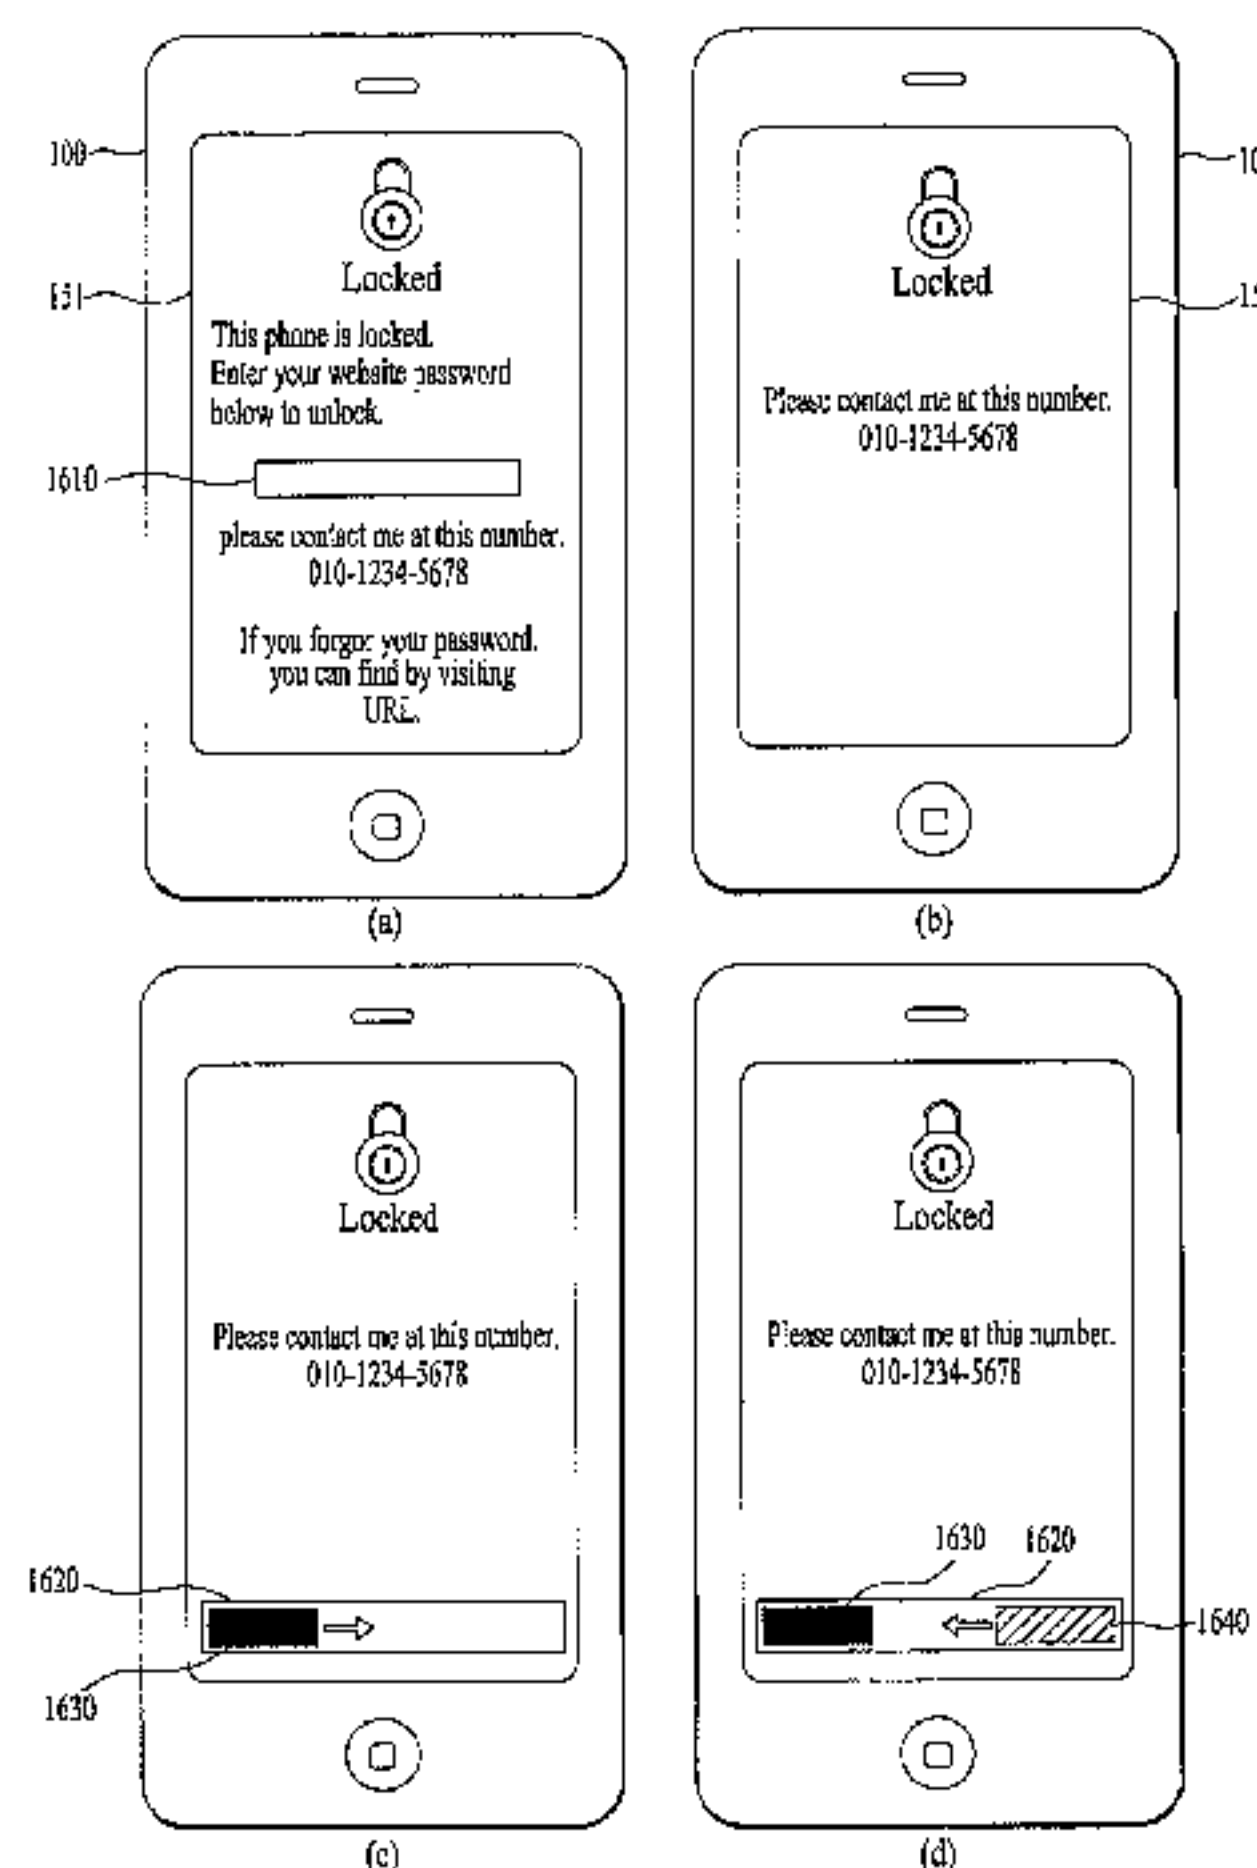 100
151
Locked
This phone is locked.
Enter your website password
below to unlock.
1610
please contact me at this number.
010-1234-5678
If you forgot your password.
you can find by visiting
URL.
(a)
10
15
Locked
Please contact me at this number.
010-1234-5678
(b)
Locked
Please contact me at this number.
010-1234-5678
1620
1630
(c)
Locked
Please contact me at this number.
010-1234-5678
1630 1620
1640
(d)